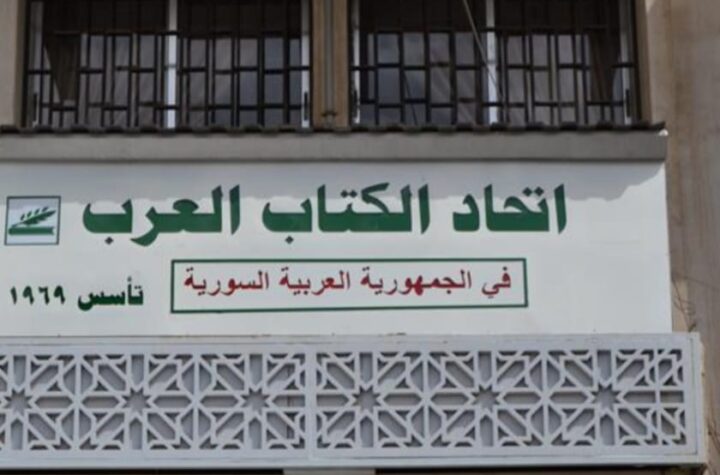 اتحاد الكتاب العرب
في الجمهورية العربية السورية
تأسس ١٩٦٩